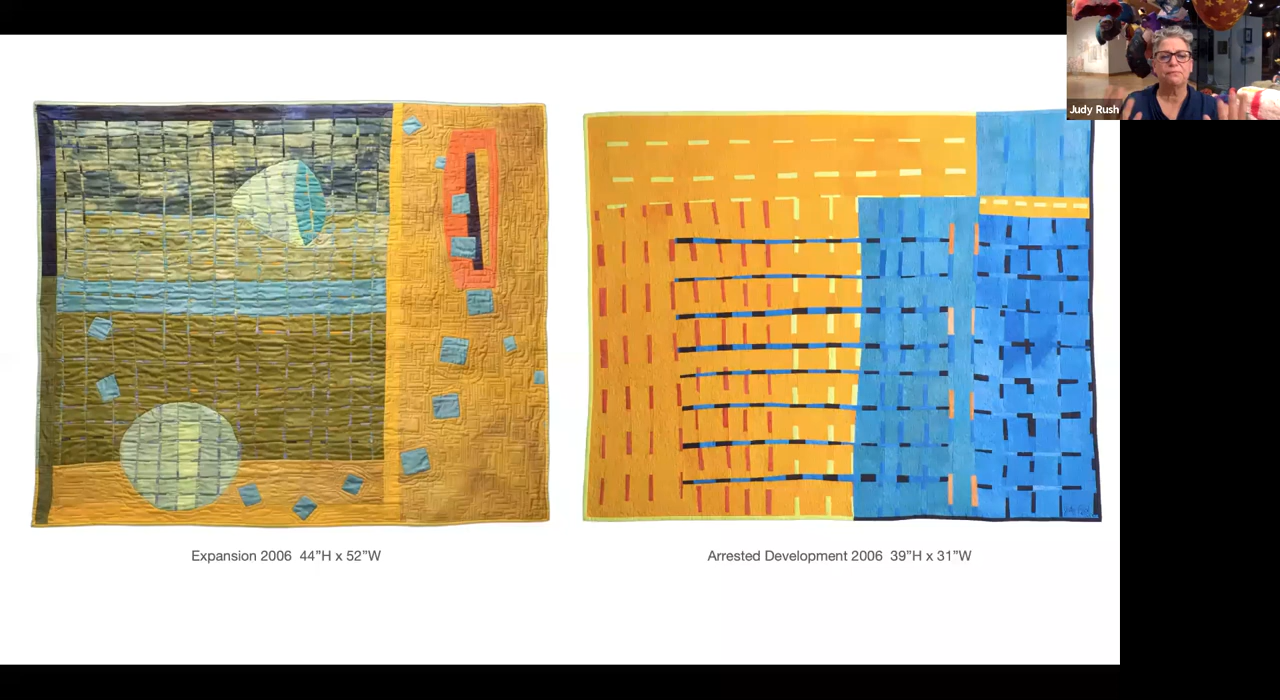 Judy Rush
Expansion 2006 44”H x 52”W
Arrested Development 2006 39”H x 31”W